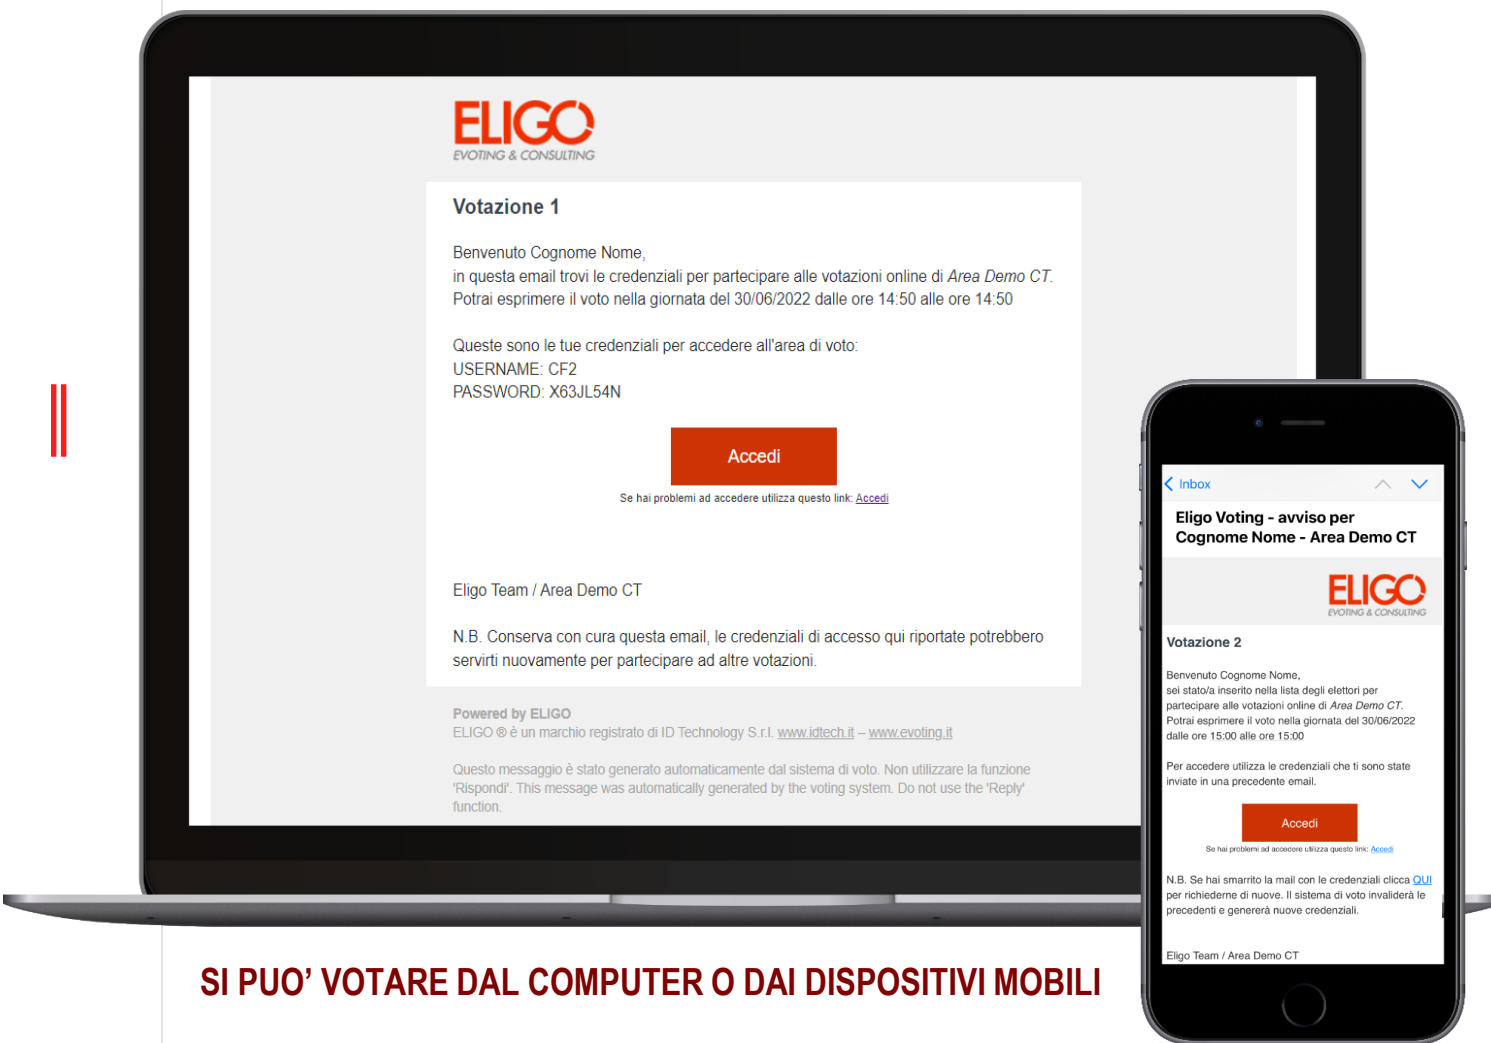 ELIGO
EVOTING & CONSULTING
Votazione 1
Benvenuto Cognome Nome,
in questa email trovi le credenziali per partecipare alle votazioni online di Area Demo CT.
Potrai esprimere il voto nella giornata del 30/06/2022 dalle ore 14:50 alle ore 14:50
Queste sono le tue credenziali per accedere all'area di voto:
USERNAME: CF2
PASSWORD: X63JL54N
Accedi
Se hai problemi ad accedere utilizza questo link: Accedi
Eligo Team / Area Demo CT
N.B. Conserva con cura questa email, le credenziali di accesso qui riportate potrebbero
servirti nuovamente per partecipare ad altre votazioni.
Powered by ELIGO
ELIGO ® è un marchio registrato di ID Technology S.r.l. www.idtech.it – www.evoting.it
Questo messaggio è stato generato automaticamente dal sistema di voto. Non utilizzare la funzione
'Rispondi'. This message was automatically generated by the voting system. Do not use the 'Reply'
function.
Inbox
Eligo Voting - avviso per
Cognome Nome - Area Demo CT
ELIGO
EVOTING & CONSULTING
Votazione 2
Benvenuto Cognome Nome,
sei stato/a inserito nella lista degli elettori per
partecipare alle votazioni online di Area Demo CT.
Potrai esprimere il voto nella giornata del 30/06/2022
dalle ore 15:00 alle ore 15:00
Per accedere utilizza le credenziali che ti sono state
inviate in una precedente email.
Accedi
Se hai problemi ad accedere utilizza questo link: Accedi
N.B. Se hai smarrito la mail con le credenziali clicca QUI
per richiederne di nuove. Il sistema di voto invaliderà le
precedenti e genererà nuove credenziali.
Eligo Team / Area Demo CT
SI PUO’ VOTARE DAL COMPUTER O DAI DISPOSITIVI MOBILI